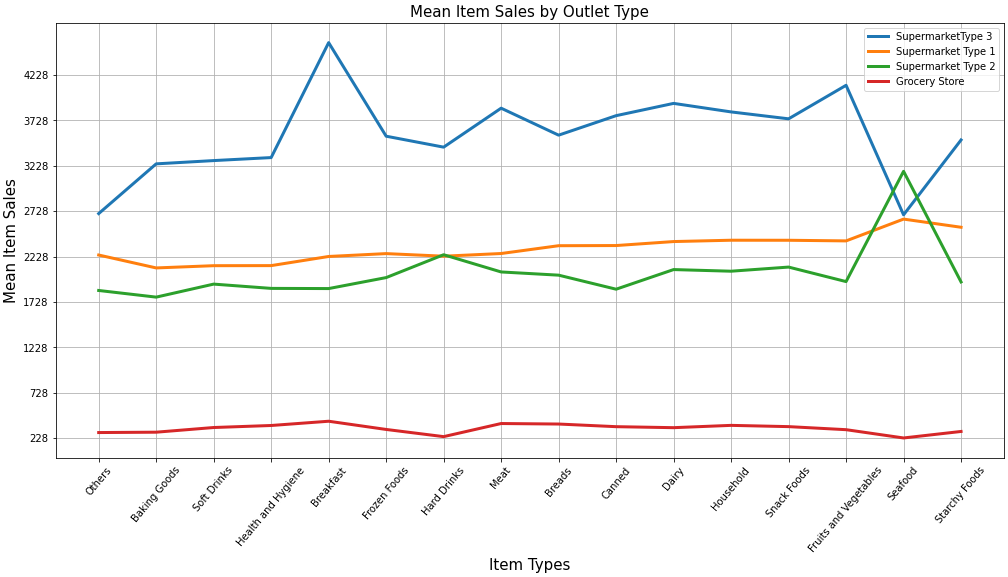 Mean Item Sales by Outlet Type
SupermarketType 3
Supermarket Type 1
Supermarket Type 2
Grocery Store
Mean Item Sales
4228
3728
3228
2728
2228
1728
1228
728
228
Others
Baking Goods
Soft Drinks
Health and Hygiene
Breakfast
Frozen Foods
Hard Drinks
Meat
Breads
Canned
Dairy
Household
Snack Foods
Fruits and Vegetables
Seafood
Starchy Foods
Item Types